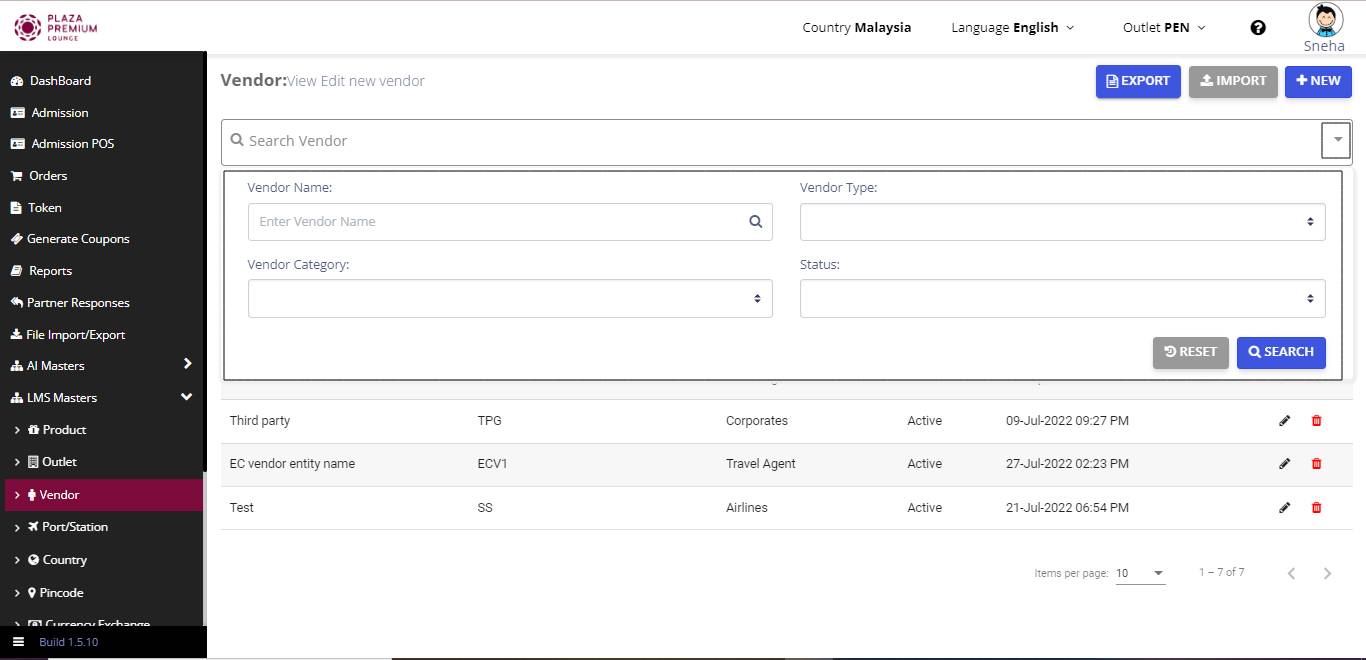 PLAZA
PREMIUM
LOUNGE
Country Malaysia
Language English
Outlet PEN
Sneha
DashBoard
Admission
Admission POS
Orders
Token
Generate Coupons
Reports
Partner Responses
File Import/Export
AI Masters
LMS Masters
Product
Outlet
Vendor
Port/Station
Country
Pincode
Currency Exchange
Build 1.5.10
Vendor:View Edit new vendor
EXPORT
IMPORT
NEW
Search Vendor
Vendor Name:
Vendor Type:
Enter Vendor Name
Vendor Category:
Status:
RESET
SEARCH
Third party TPG Corporates Active 09-Jul-2022 09:27 PM
EC vendor entity name ECV1 Travel Agent Active 27-Jul-2022 02:23 PM
Test SS Airlines Active 21-Jul-2022 06:54 PM
Items per page: 10 1 – 7 of 7